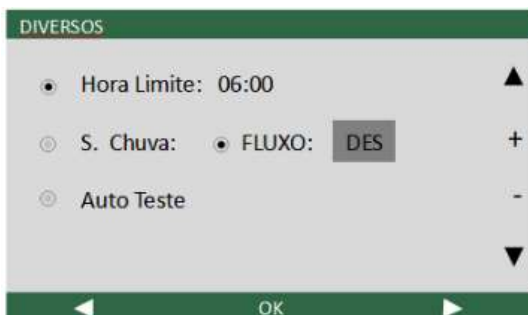 DIVERSOS
Hora Limite: 06:00
S. Chuva: FLUXO: DES
Auto Teste
+
-
OK